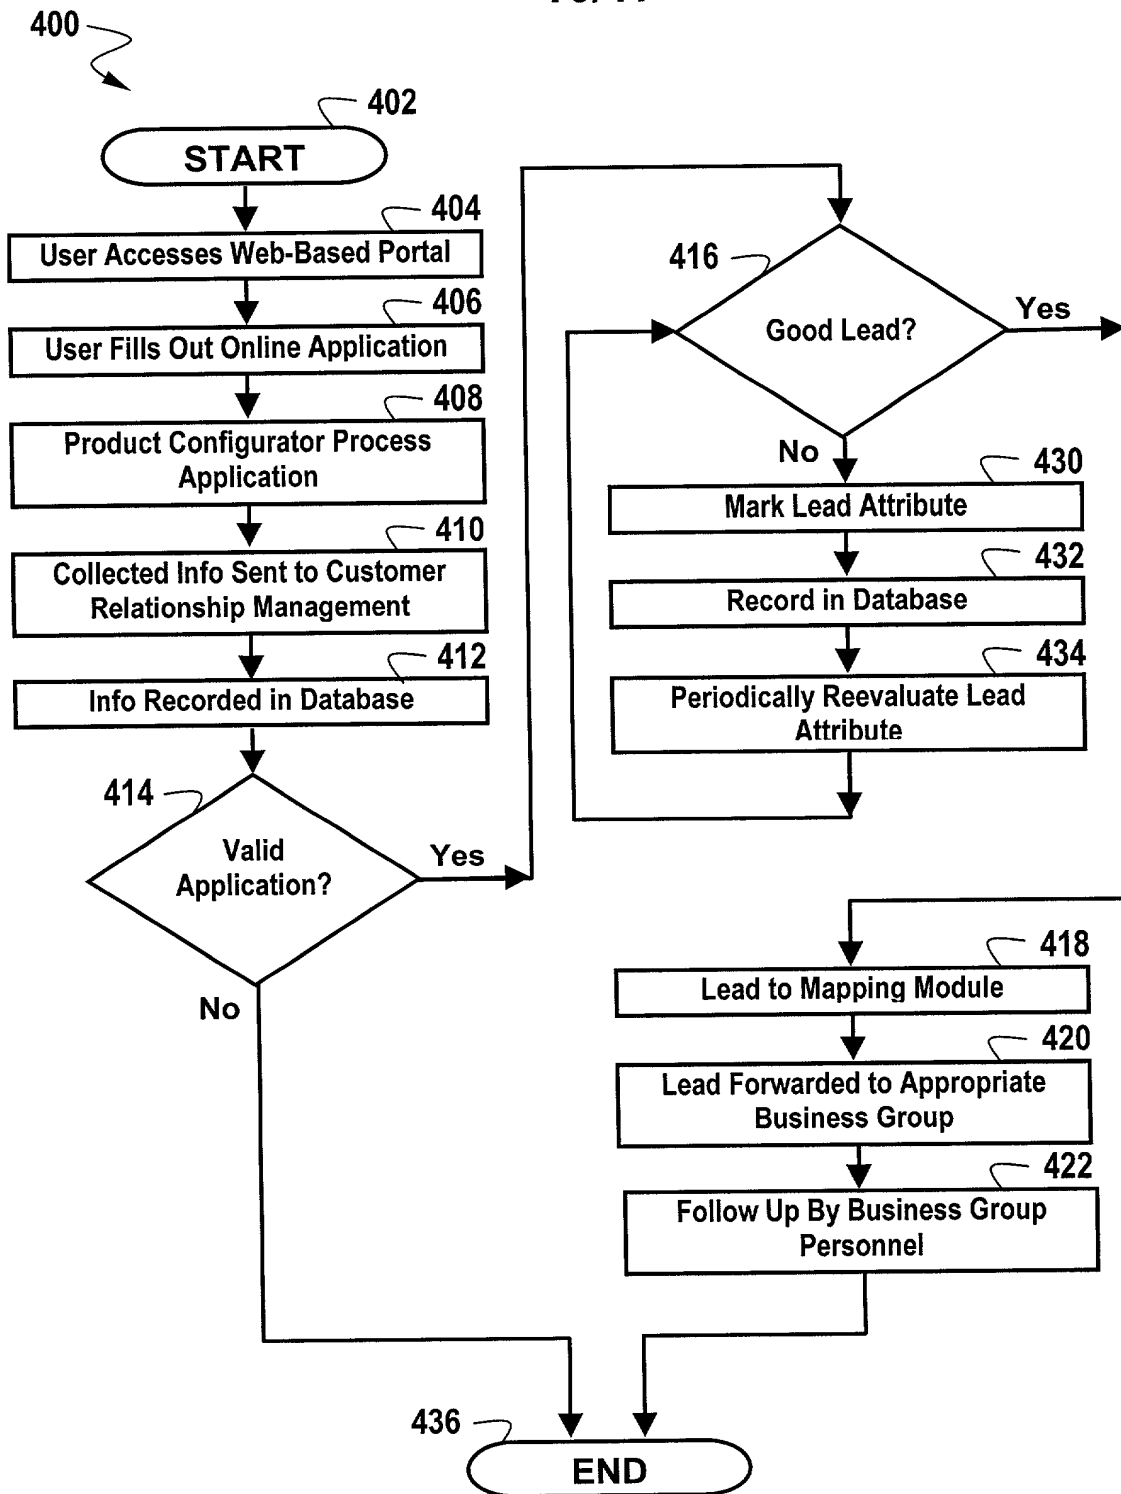 400
402
START
404
User Accesses Web-Based Portal
406
User Fills Out Online Application
408
Product Configurator Process
Application
410
Collected Info Sent to Customer
Relationship Management
412
Info Recorded in Database
414
Valid
Application?
Yes
No
416
Good Lead?
Yes
No
430
Mark Lead Attribute
432
Record in Database
434
Periodically Reevaluate Lead
Attribute
418
Lead to Mapping Module
420
Lead Forwarded to Appropriate
Business Group
422
Follow Up By Business Group
Personnel
436
END